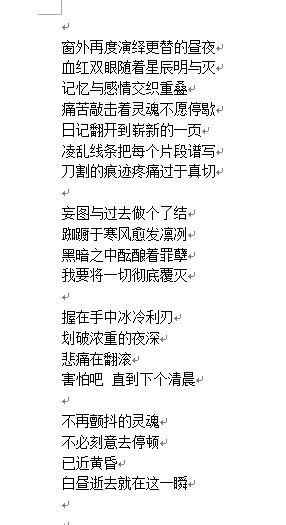 窗外再度演绎更替的昼夜
血红双眼随着星辰明与灭
记忆与感情交织重叠
痛苦敲击着灵魂不愿停歇
日记翻开到崭新的一页
凌乱线条把每个片段谱写
刀割的痕迹疼痛过于真切
妄图与过去做个了结
踟蹰于寒风愈发凛冽
黑暗之中酝酿着罪孽
我要将一切彻底覆灭
握在手中冰冷利刃
划破浓重的夜深
悲痛在翻滚
害怕吧 直到下个清晨
不再颤抖的灵魂
不必刻意去停顿
已近黄昏
白昼逝去就在这一瞬